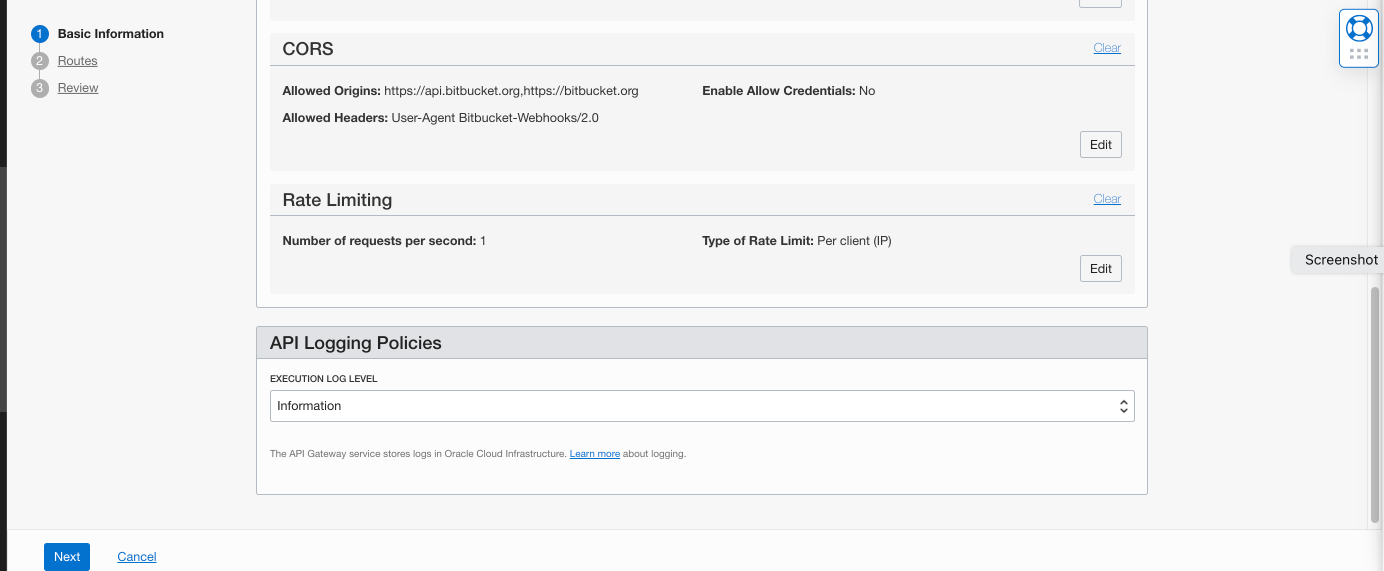 1 Basic Information
2 Routes
3 Review
CORS
Clear
Allowed Origins: https://api.bitbucket.org,https://bitbucket.org
Enable Allow Credentials: No
Allowed Headers: User-Agent Bitbucket-Webhooks/2.0
Edit
Rate Limiting
Clear
Number of requests per second: 1
Type of Rate Limit: Per client (IP)
Edit
Screenshot
API Logging Policies
EXECUTION LOG LEVEL
Information
The API Gateway service stores logs in Oracle Cloud Infrastructure. Learn more about logging.
Next
Cancel